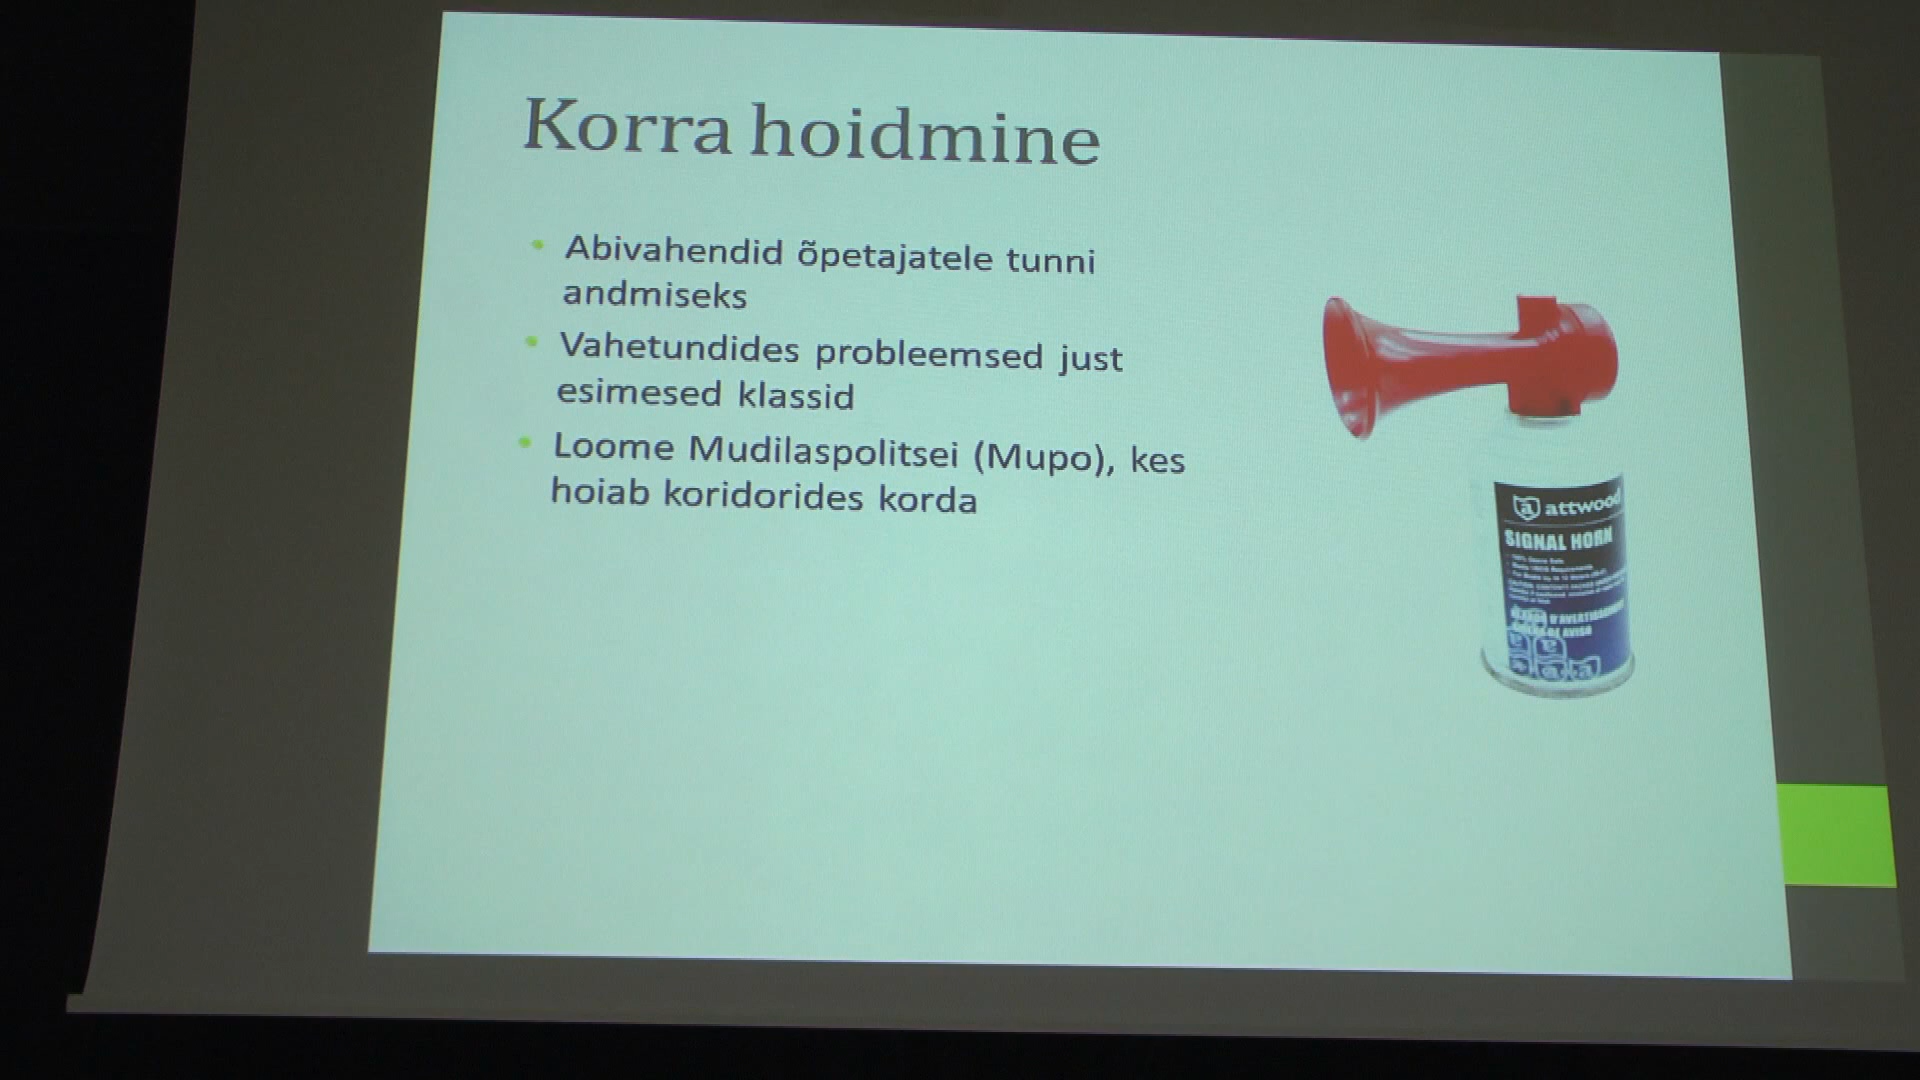 Korra hoidmine
• Abivahendid õpetajatele tunni
andmiseks
• Vahetundides probleemsed just
esimesed klassid
• Loome Mudilaspolitsei (Mupo), kes
hoiab koridorides korda
attwood
SIGNAL HORN